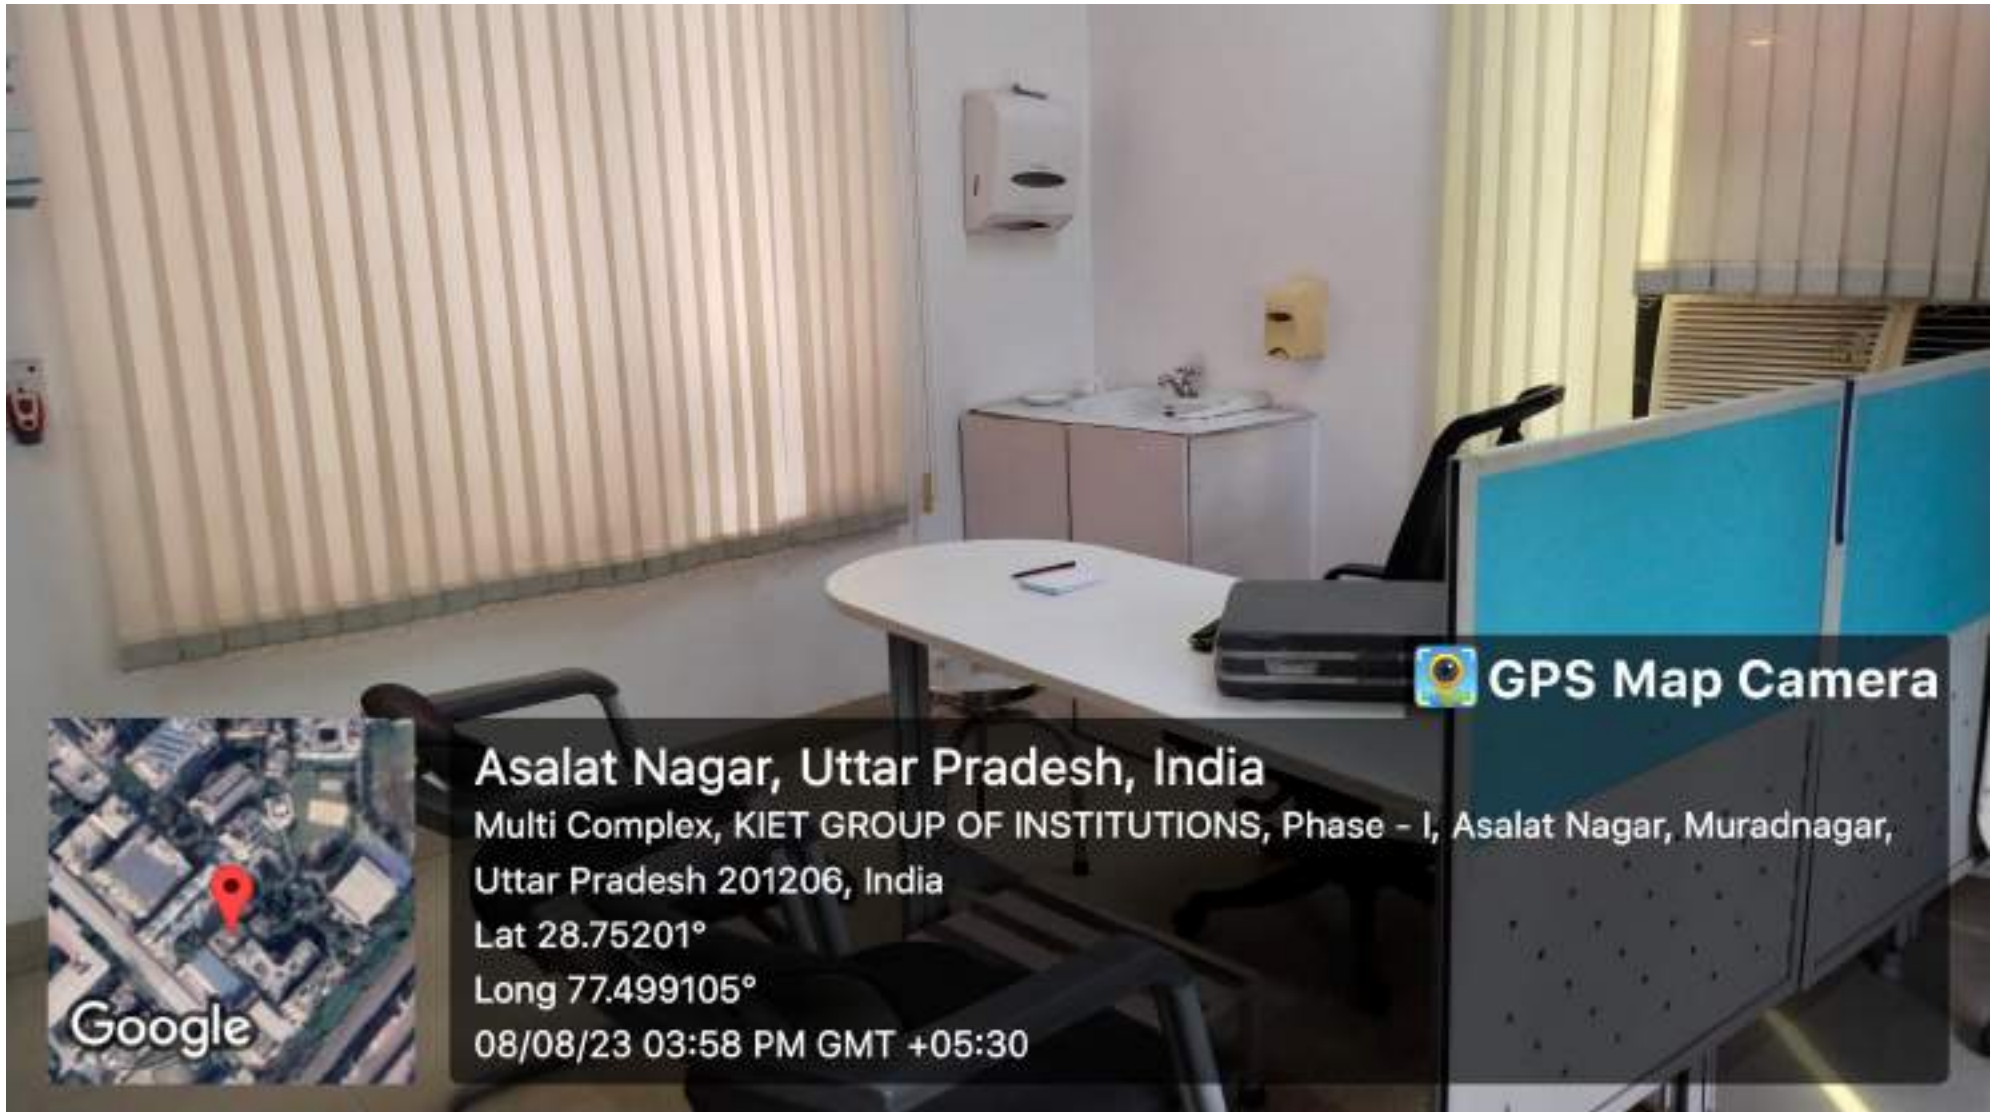 GPS Map Camera
Asalat Nagar, Uttar Pradesh, India
Multi Complex, KIET GROUP OF INSTITUTIONS, Phase - I, Asalat Nagar, Muradnagar,
Uttar Pradesh 201206, India
Lat 28.75201°
Long 77.499105°
08/08/23 03:58 PM GMT +05:30
Google